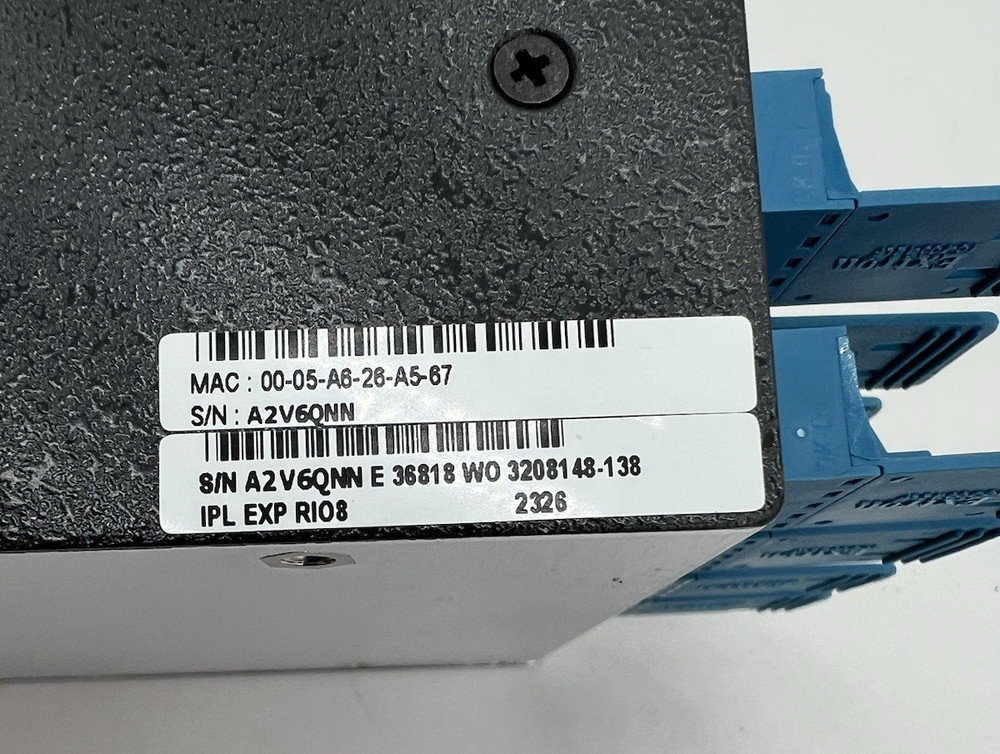 MAC : 00-05-A6-26-A5-67
S/N : A2V6QNN
S/N A2V6QNN E 36818 WO 3208148-138
IPL EXP RIO8 2326